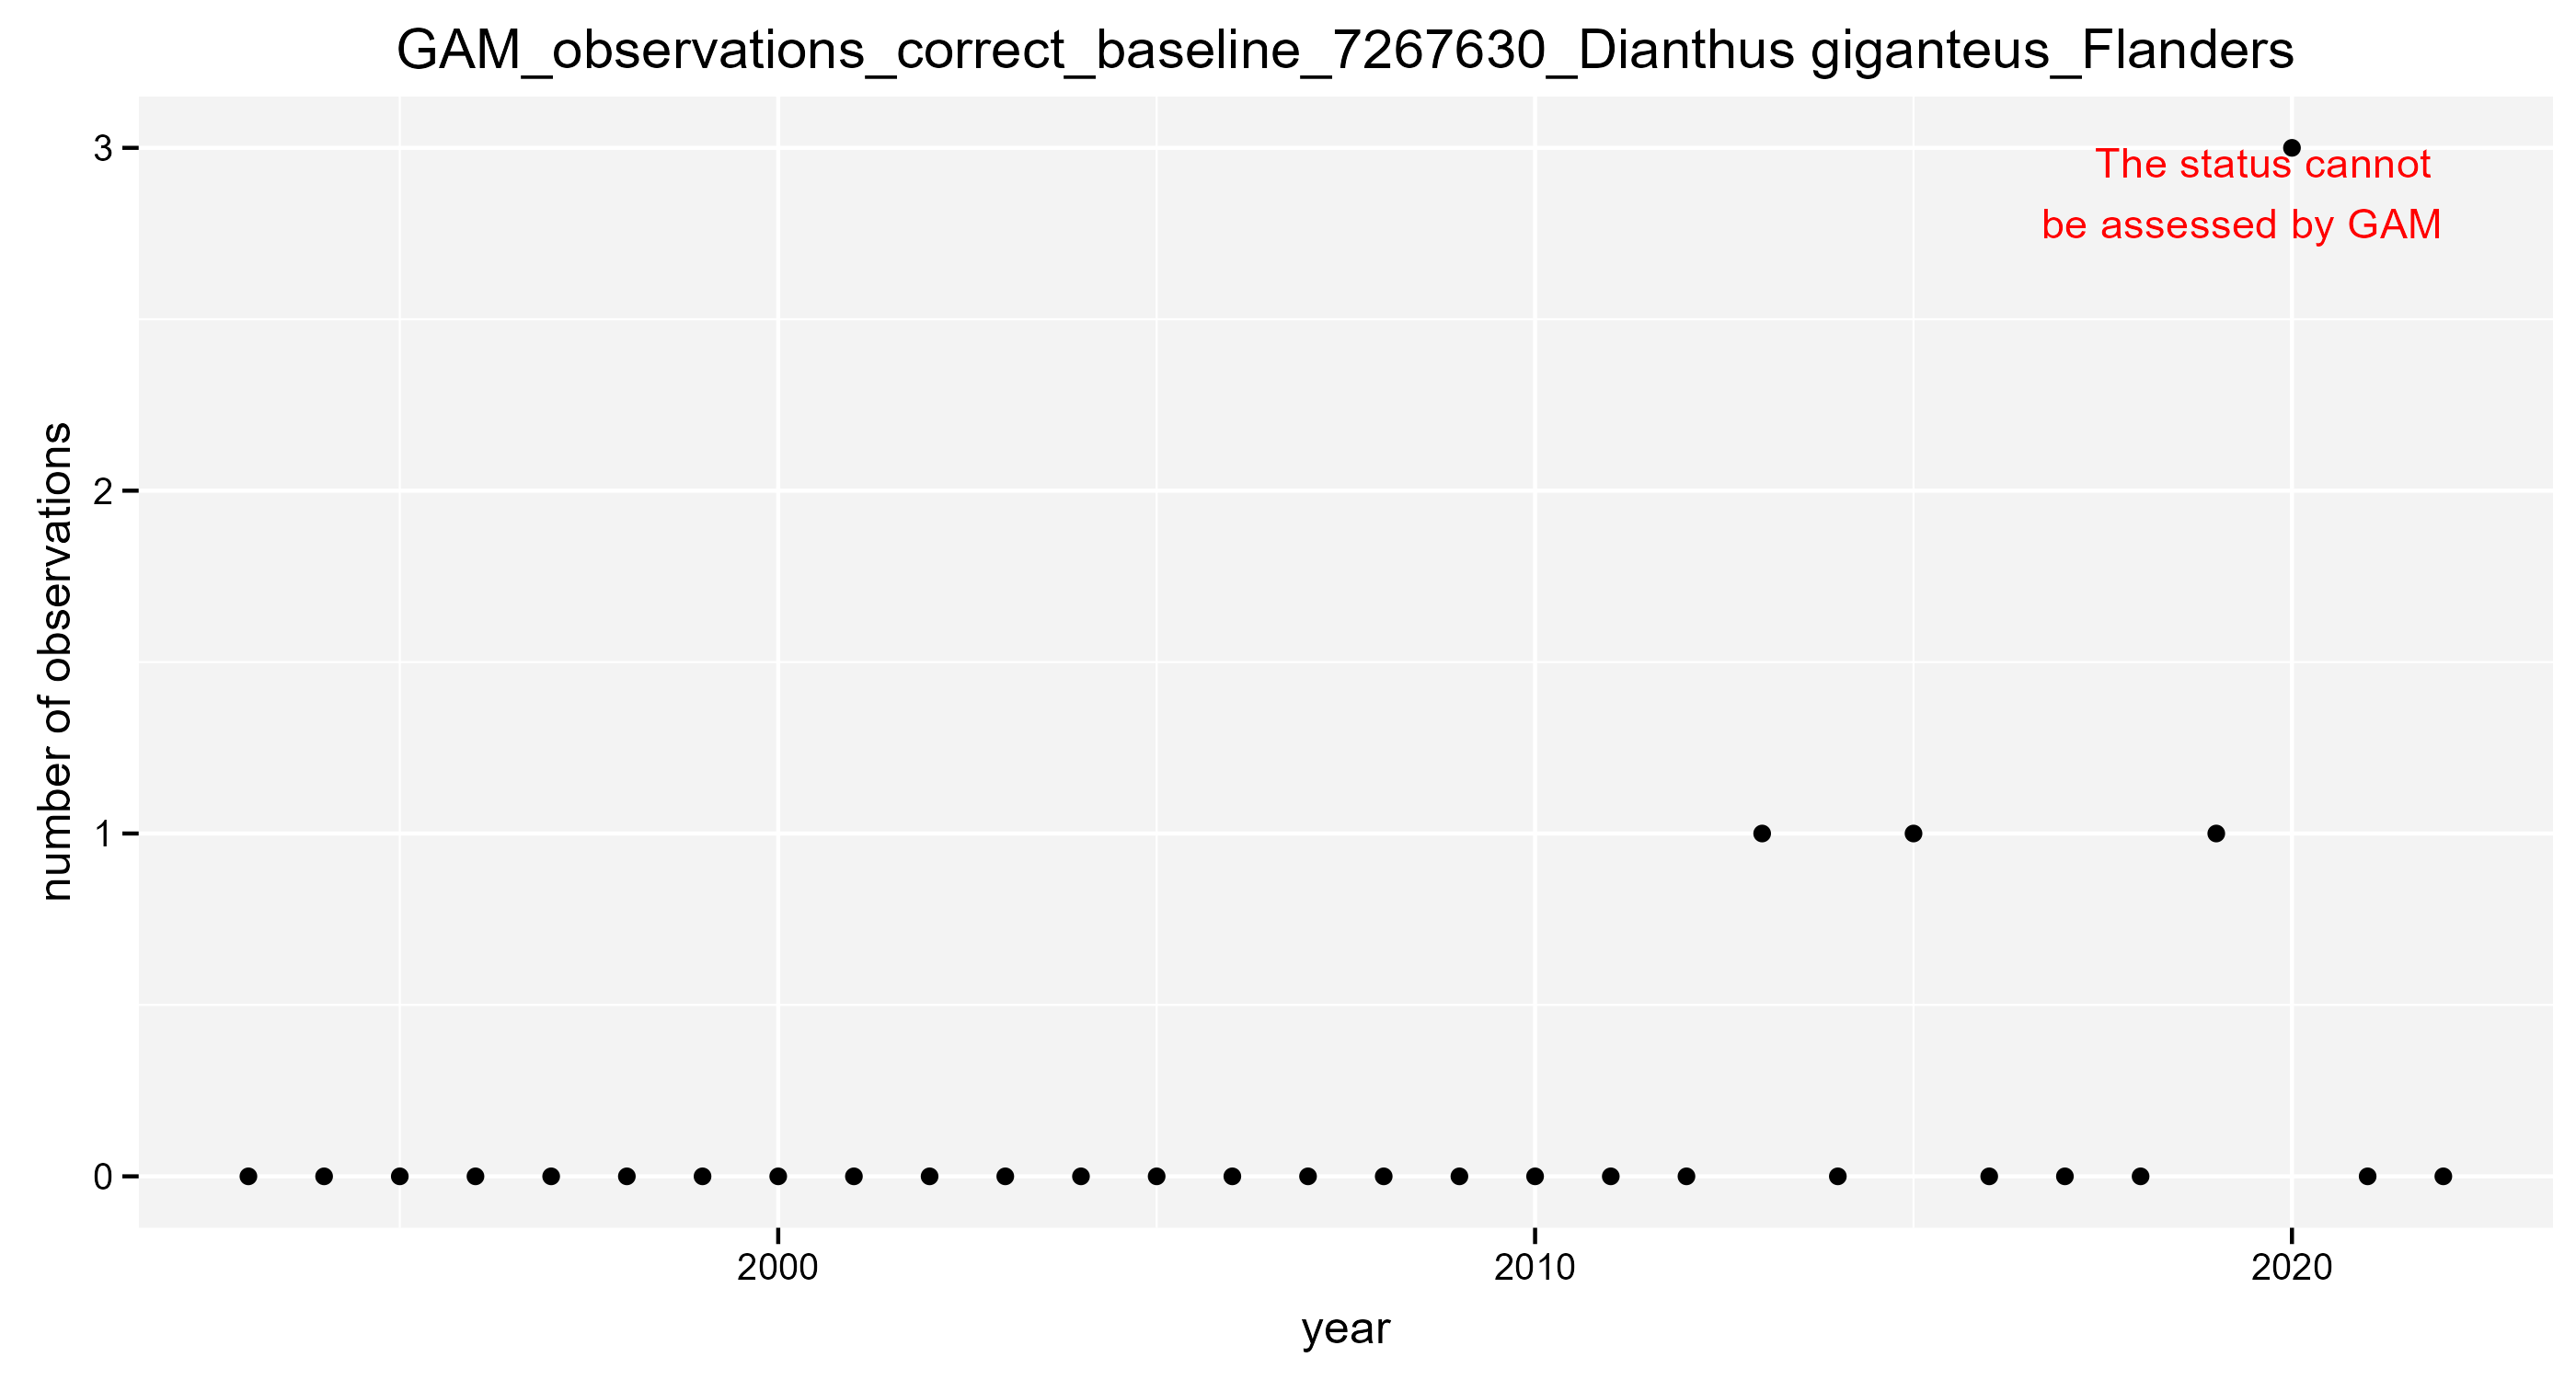 GAM_observations_correct_baseline_7267630_Dianthus giganteus_Flanders
3
The status cannot
be assessed by GAM
2
number of observations
1
0
2000
2010
2020
year